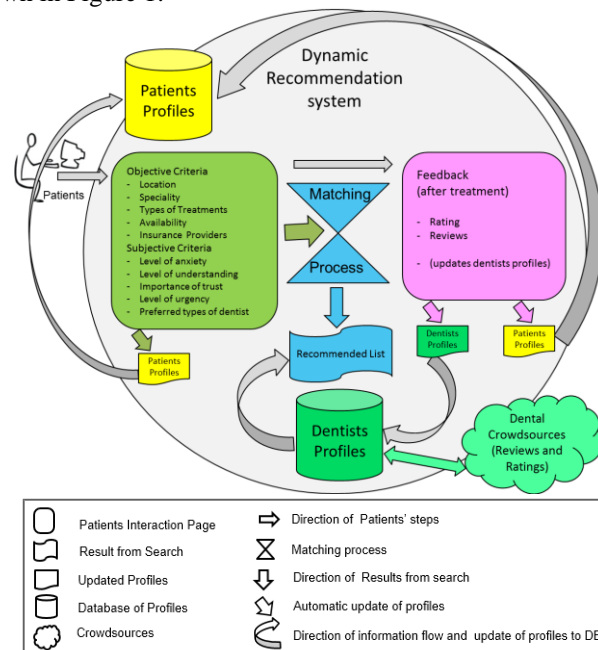 wn in Figure 1.
Dynamic
Recommendation
system
Patients
Profiles
Patients
Objective Criteria
- Location
- Speciality
- Types of Treatments
- Availability
- Insurance Providers
Subjective Criteria
- Level of anxiety
- Level of understanding
- Importance of trust
- Level of urgency
- Preferred types of dentist
Matching
Process
Feedback
(after treatment)
- Rating
- Reviews
- (updates dentists profiles)
Patients
Profiles
Recommended List
Dentists
Profiles
Patients
Profiles
Dentists
Profiles
Dental
Crowdsources
(Reviews and
Ratings)
Patients Interaction Page
Result from Search
Updated Profiles
Database of Profiles
Crowdsources
Direction of Patients' steps
Matching process
Direction of Results from search
Automatic update of profiles
Direction of information flow and update of profiles to DB